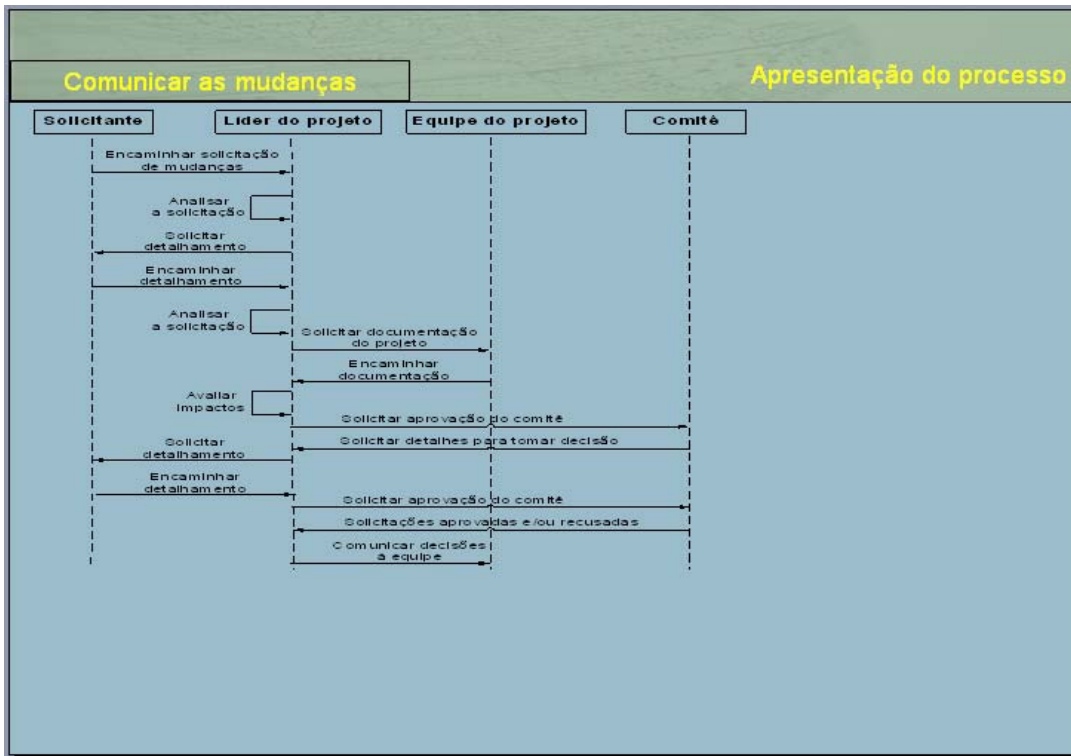 Comunicar as mudanças
Apresentação do processo
Solicitante
Líder do projeto
Equipe do projeto
Comitê
Encaminhar solicitação
de mudanças
Analisar
a solicitação
Solicitar
detalhamento
Encaminhar
detalhamento
Analisar
a solicitação
Solicitar documentação
do projeto
Encaminhar
documentação
Avaliar
impactos
Solicitar aprovação do comitê
Solicitar detalhes para tomar decisão
Solicitar
detalhamento
Encaminhar
detalhamento
Solicitar aprovação do comitê
Solicitações aprovadas e/ou recusadas
Comunicar decisões
à equipe